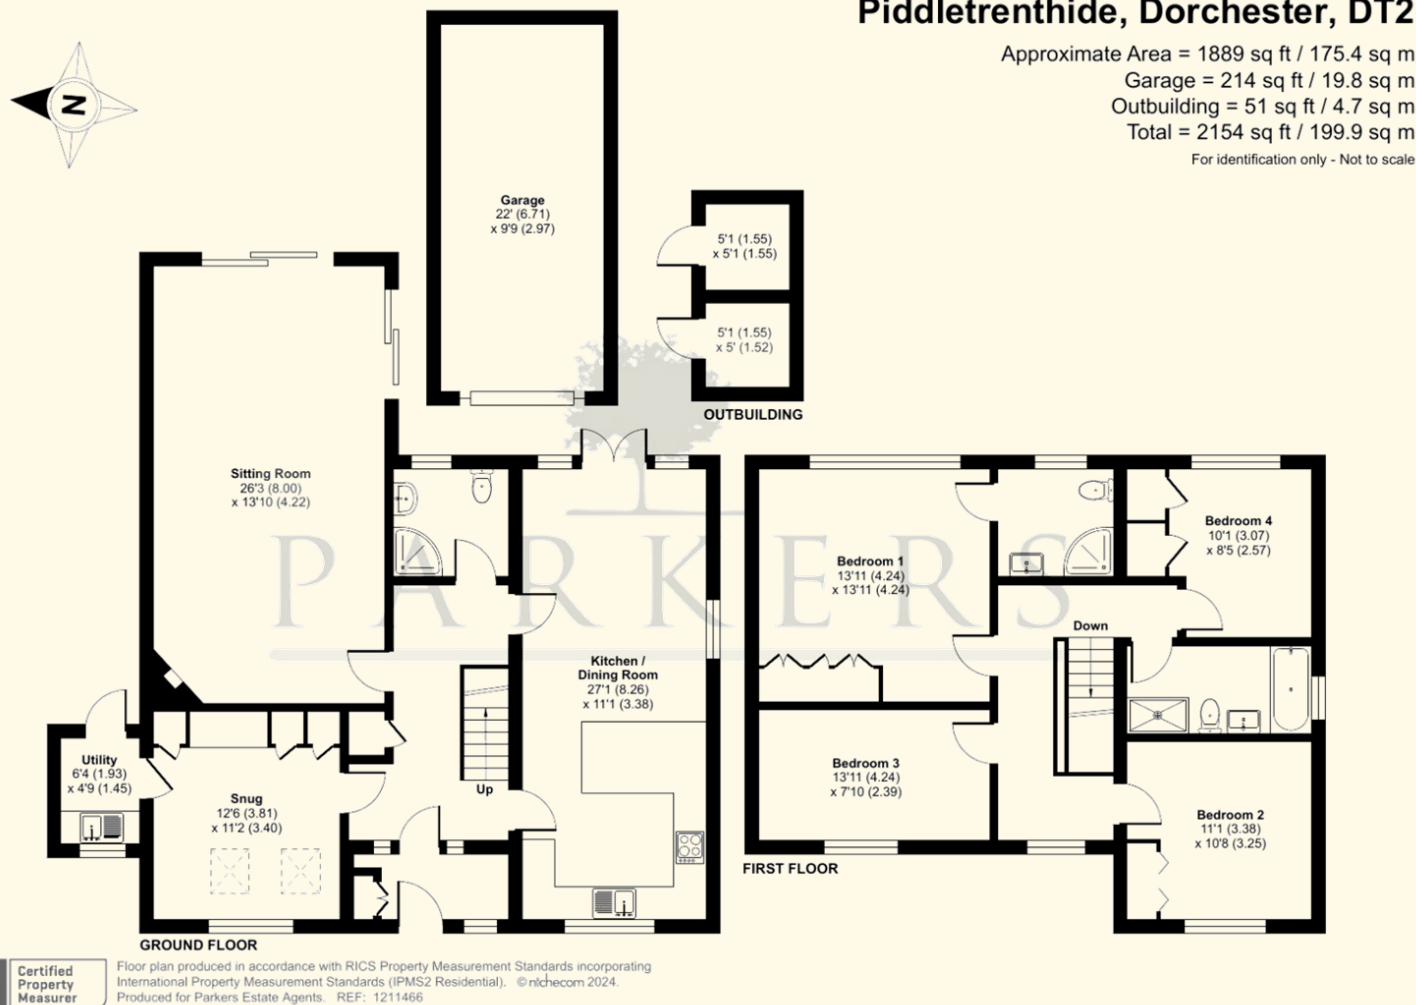 Piddletrenthide, Dorchester, DT2
Approximate Area = 1889 sq ft / 175.4 sq m
Garage = 214 sq ft / 19.8 sq m
Outbuilding = 51 sq ft / 4.7 sq m
Total = 2154 sq ft / 199.9 sq m
For identification only - Not to scale
N
Garage
22' (6.71)
x 9'9 (2.97)
5'1 (1.55)
x 5'1 (1.55)
5'1 (1.55)
x 5' (1.52)
OUTBUILDING
Sitting Room
26'3 (8.00)
x 13'10 (4.22)
PARKERS
Kitchen /
Dining Room
27'1 (8.26)
x 11'1 (3.38)
Utility
6'4 (1.93)
x 4'9 (1.45)
Snug
12'6 (3.81)
x 11'2 (3.40)
Up
GROUND FLOOR
Bedroom 1
13'11 (4.24)
x 13'11 (4.24)
Bedroom 4
10'1 (3.07)
x 8'5 (2.57)
Down
Bedroom 3
13'11 (4.24)
x 7'10 (2.39)
Bedroom 2
11'1 (3.38)
x 10'8 (3.25)
FIRST FLOOR
Certified
Property
Measurer
Floor plan produced in accordance with RICS Property Measurement Standards incorporating
International Property Measurement Standards (IPMS2 Residential). © nichecom 2024.
Produced for Parkers Estate Agents. REF: 1211466